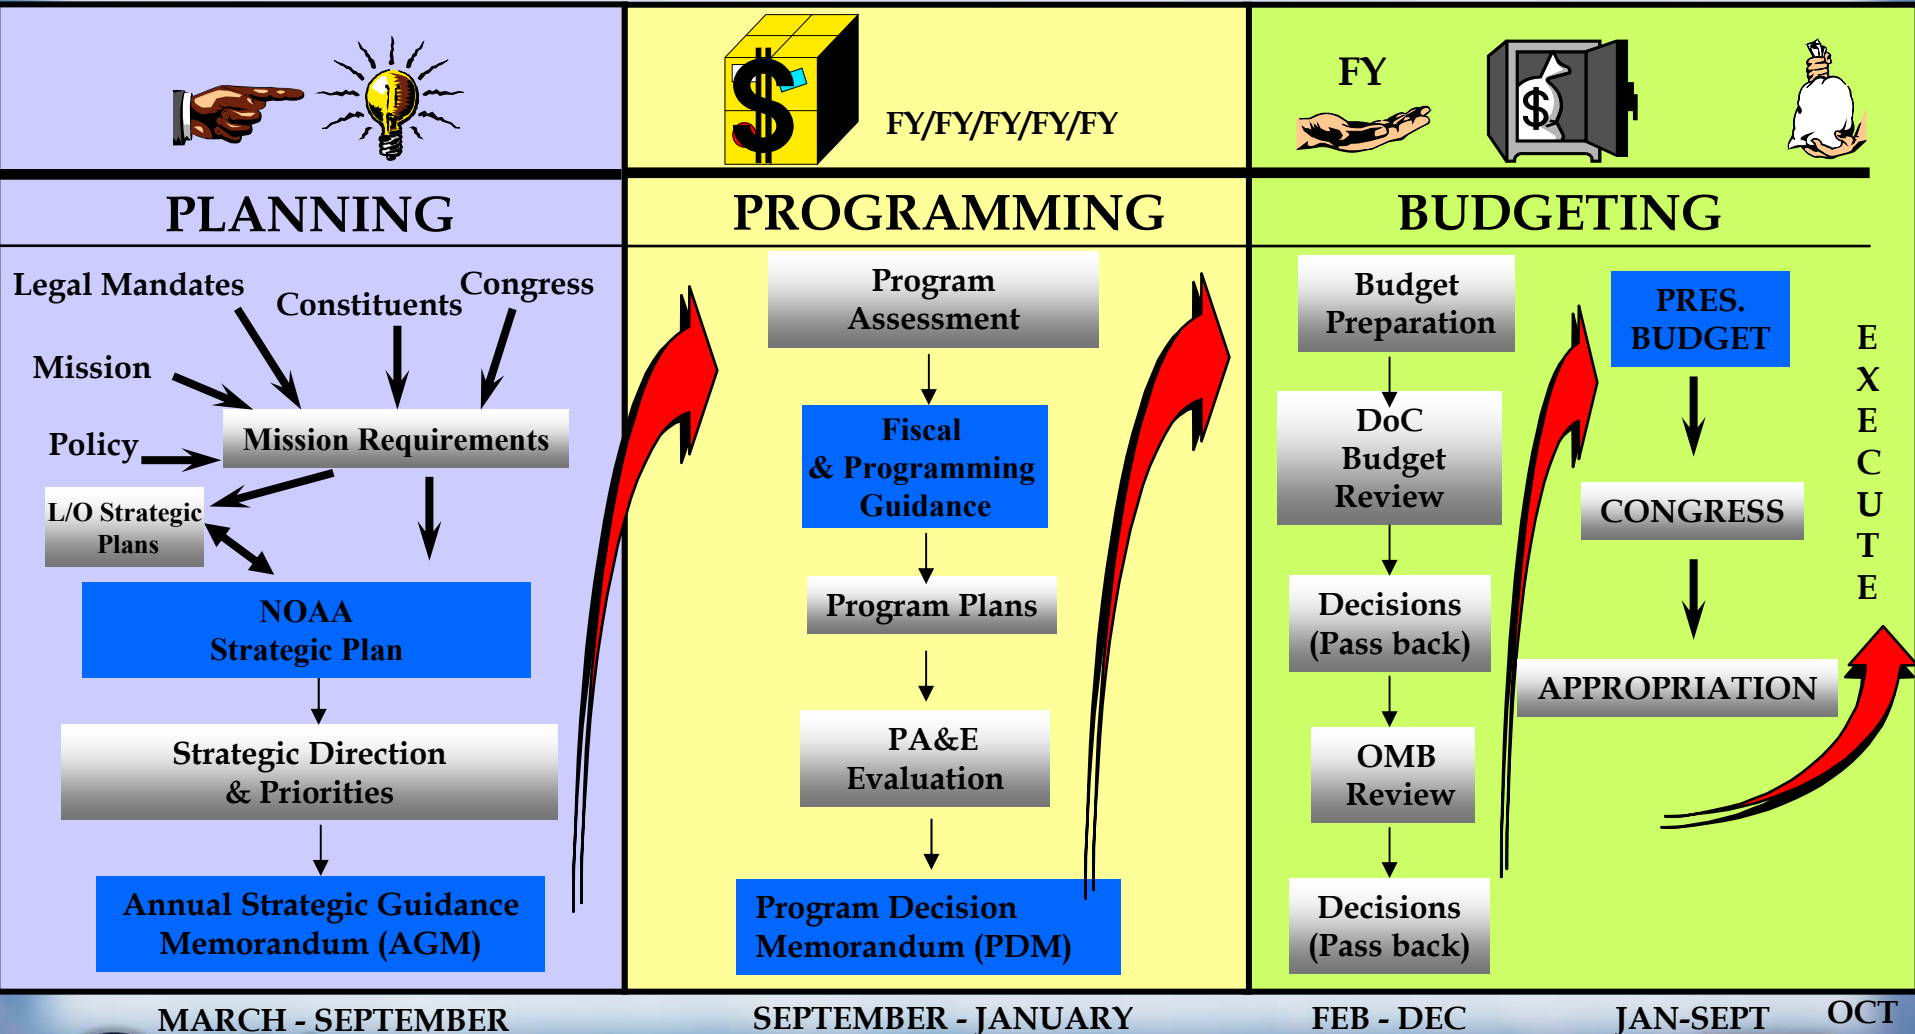 FY/FY/FY/FY/FY
FY
$
$
PLANNING
PROGRAMMING
BUDGETING
Legal Mandates
Constituents
Congress
Mission
Policy
Mission Requirements
L/O Strategic
Plans
NOAA
Strategic Plan
Strategic Direction
& Priorities
Annual Strategic Guidance
Memorandum (AGM)
Program
Assessment
Fiscal
& Programming
Guidance
Program Plans
PA&E
Evaluation
Program Decision
Memorandum (PDM)
Budget
Preparation
DoC
Budget
Review
Decisions
(Pass back)
OMB
Review
Decisions
(Pass back)
PRES.
BUDGET
CONGRESS
APPROPRIATION
E
X
E
C
U
T
E
MARCH - SEPTEMBER
SEPTEMBER - JANUARY
FEB - DEC
JAN-SEPT
OCT